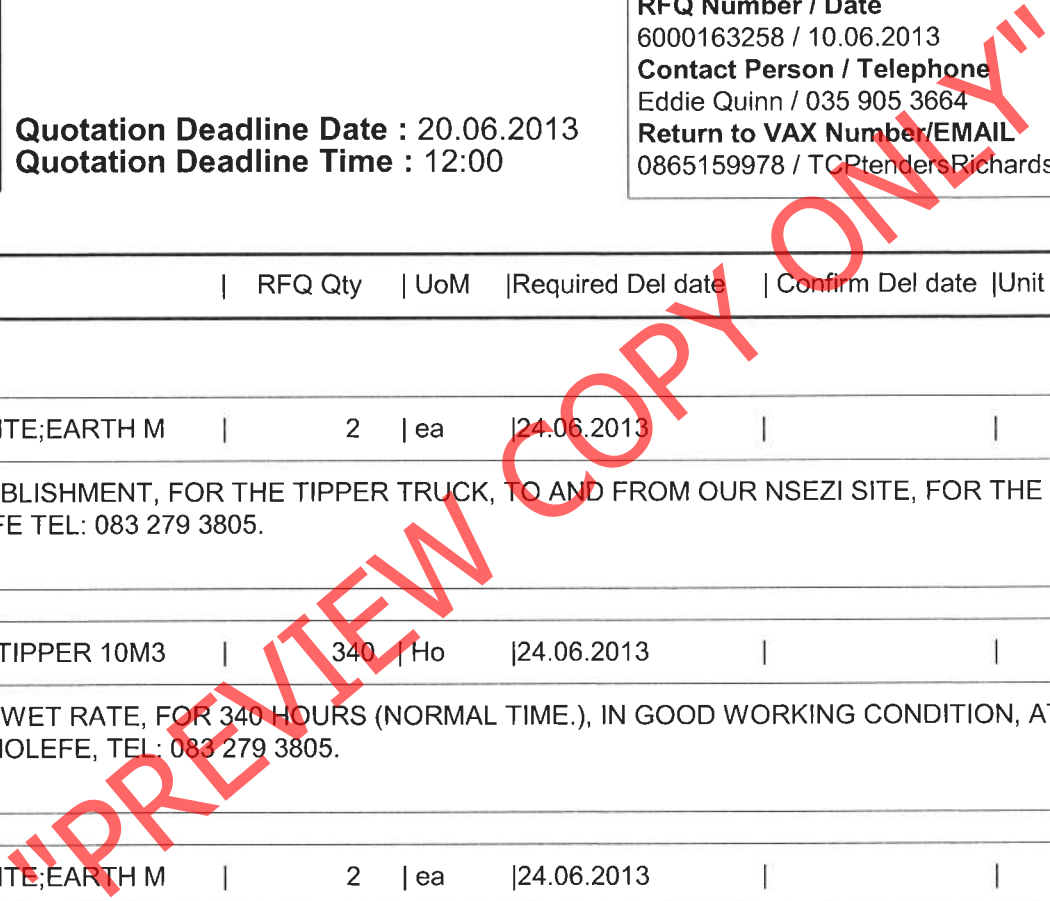 RFQ Number / Date
6000163258 / 10.06.2013
Contact Person / Telephone
Eddie Quinn / 035 905 3664
Return to VAX Number/EMAIL
0865159978 / TCPtendersRichards
Quotation Deadline Date : 20.06.2013
Quotation Deadline Time : 12:00
| RFQ Qty | UoM |Required Del date | Confirm Del date |Unit
ITE;EARTH M | 2 | ea |24.06.2013 | |
BLISHMENT, FOR THE TIPPER TRUCK, TO AND FROM OUR NSEZI SITE, FOR THE
FE TEL: 083 279 3805.
TIPPER 10M3 | 340 | Ho |24.06.2013 | |
WET RATE, FOR 340 HOURS (NORMAL TIME.), IN GOOD WORKING CONDITION, AT
OLEFE, TEL: 083 279 3805.
ITE;EARTH M | 2 | ea |24.06.2013 | |
"PREVIEW COPY ONLY"